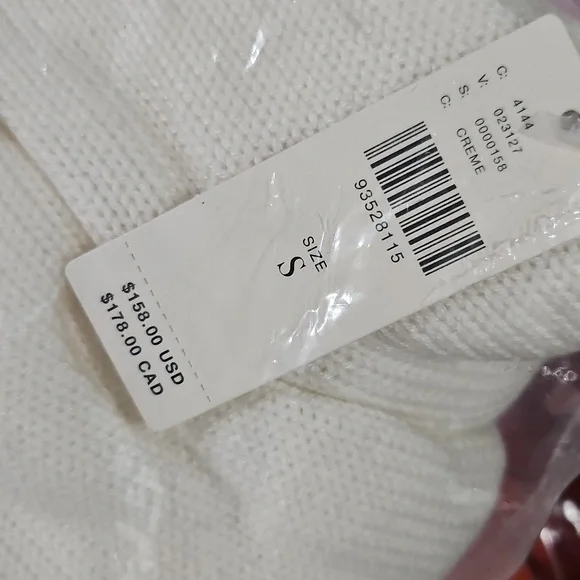 C: 4144
V: 023127
S: 0000158
C: CREME
93528115
SIZE
S
$158.00 USD
$178.00 CAD